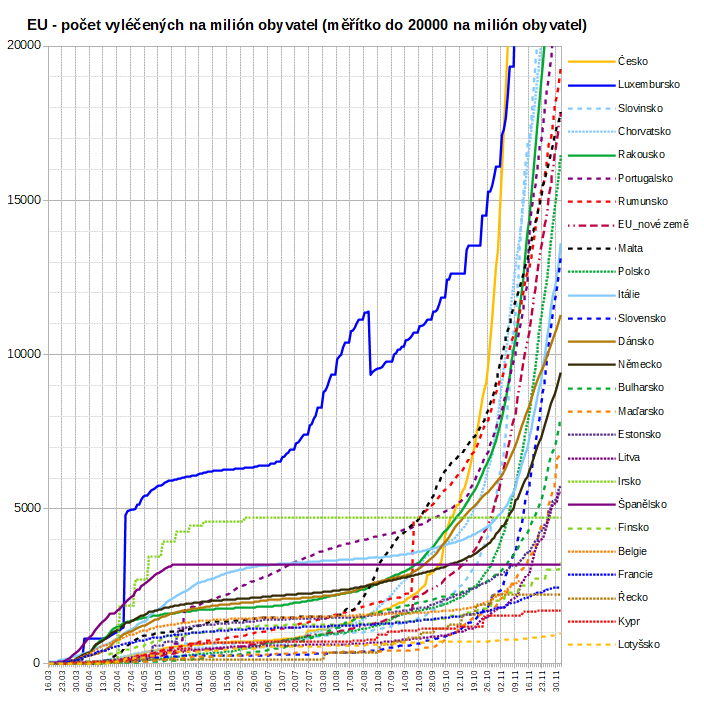 EU - počet vyléčených na milión obyvatel (měřítko do 20000 na milión obyvatel)
20000
15000
10000
5000
0
Česko
Luxembursko
Slovinsko
Chorvatsko
Rakousko
Portugalsko
Rumunsko
EU_nové země
Malta
Polsko
Itálie
Slovensko
Dánsko
Německo
Bulharsko
Maďarsko
Estonsko
Litva
Irsko
Španělsko
Finsko
Belgie
Francie
Řecko
Kypr
Lotyšsko
16.03
23.03
30.03
06.04
13.04
20.04
27.04
04.05
11.05
18.05
25.05
01.06
08.06
15.06
22.06
29.06
06.07
13.07
20.07
27.07
03.08
10.08
17.08
24.08
31.08
07.09
14.09
21.09
28.09
05.10
12.10
19.10
26.10
02.11
09.11
16.11
23.11
30.11